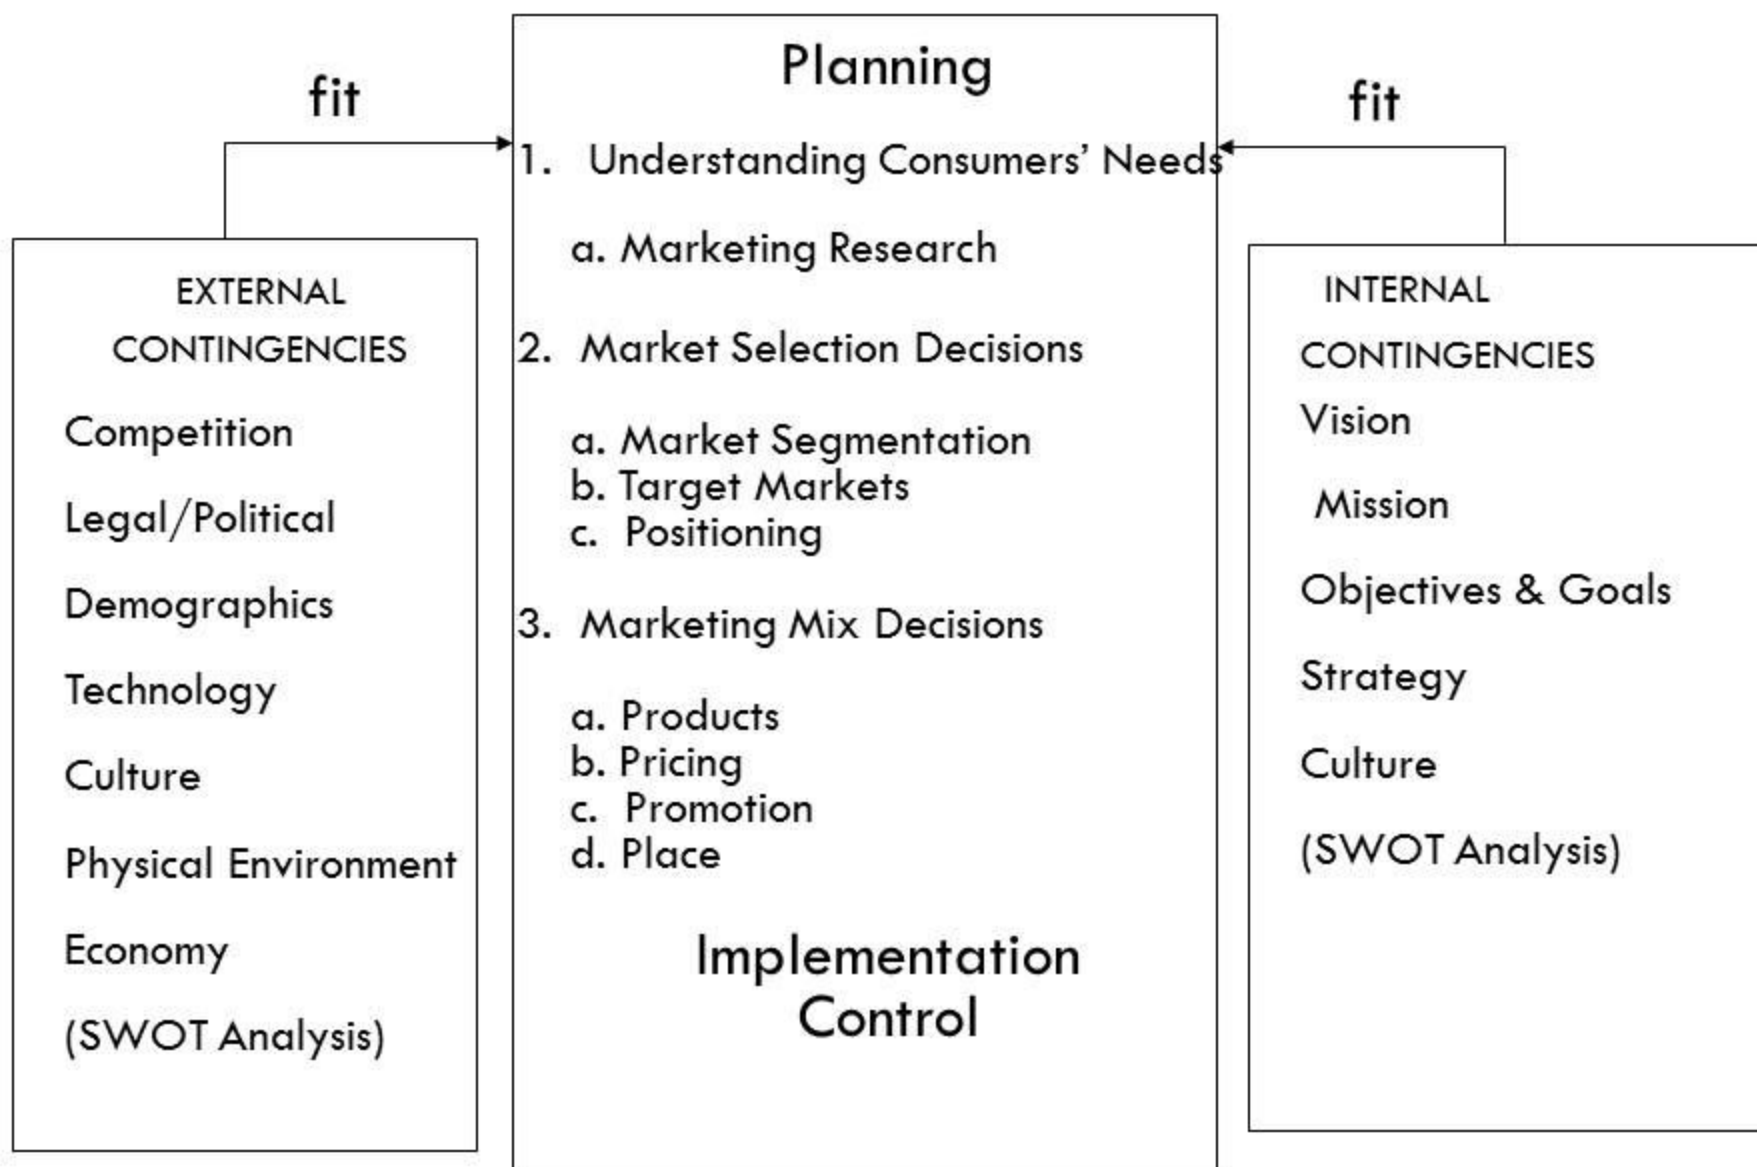 fit
EXTERNAL
CONTINGENCIES
Competition
Legal/Political
Demographics
Technology
Culture
Physical Environment
Economy
(SWOT Analysis)
Planning
1. Understanding Consumers' Needs
a. Marketing Research
2. Market Selection Decisions
a. Market Segmentation
b. Target Markets
c. Positioning
3. Marketing Mix Decisions
a. Products
b. Pricing
c. Promotion
d. Place
Implementation
Control
fit
INTERNAL
CONTINGENCIES
Vision
Mission
Objectives & Goals
Strategy
Culture
(SWOT Analysis)